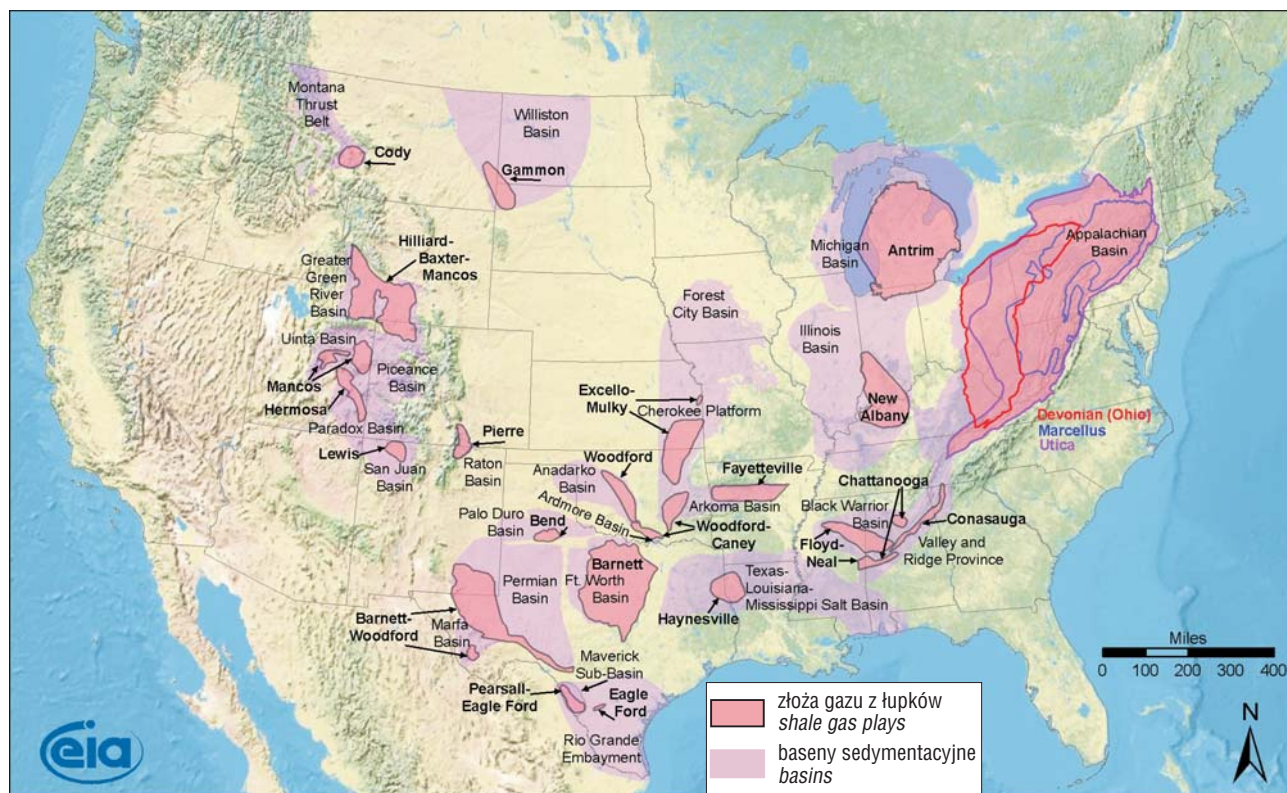 Montana
Thrust
Belt
Cody
Williston
Basin
Gammon
Hilliard-
Baxter-
Mancos
Greater
Green
River
Basin
Uinta Basin
Mancos
Piceance
Basin
Hermosa
Paradox Basin
Lewis
San Juan
Basin
Pierre
Raton
Basin
Forest
City Basin
Excello-
Mulky
Cherokee Platform
Woodford
Anadarko
Basin
Ardmore Basin
Palo Duro
Basin
Bend
Fayetteville
Arkoma Basin
Woodford-
Caney
Michigan
Basin
Antrim
Illinois
Basin
New
Albany
Appalachian
Basin
Devonian (Ohio)
Marcellus
Utica
Chattanooga
Black Warrior
Basin
Conasauga
Floyd-
Neal
Valley and
Ridge Province
Permian
Basin
Barnett
Ft. Worth
Basin
Texas-
Louisiana-
Mississippi Salt Basin
Haynesville
Barnett-
Woodford
Marfa
Basin
Maverick
Sub-Basin
Pearsall-
Eagle Ford
Eagle
Ford
Rio Grande
Embayment
Miles
0 100 200 300 400
N
złoża gazu z łupków
shale gas plays
baseny sedymentacyjne
basins
eia